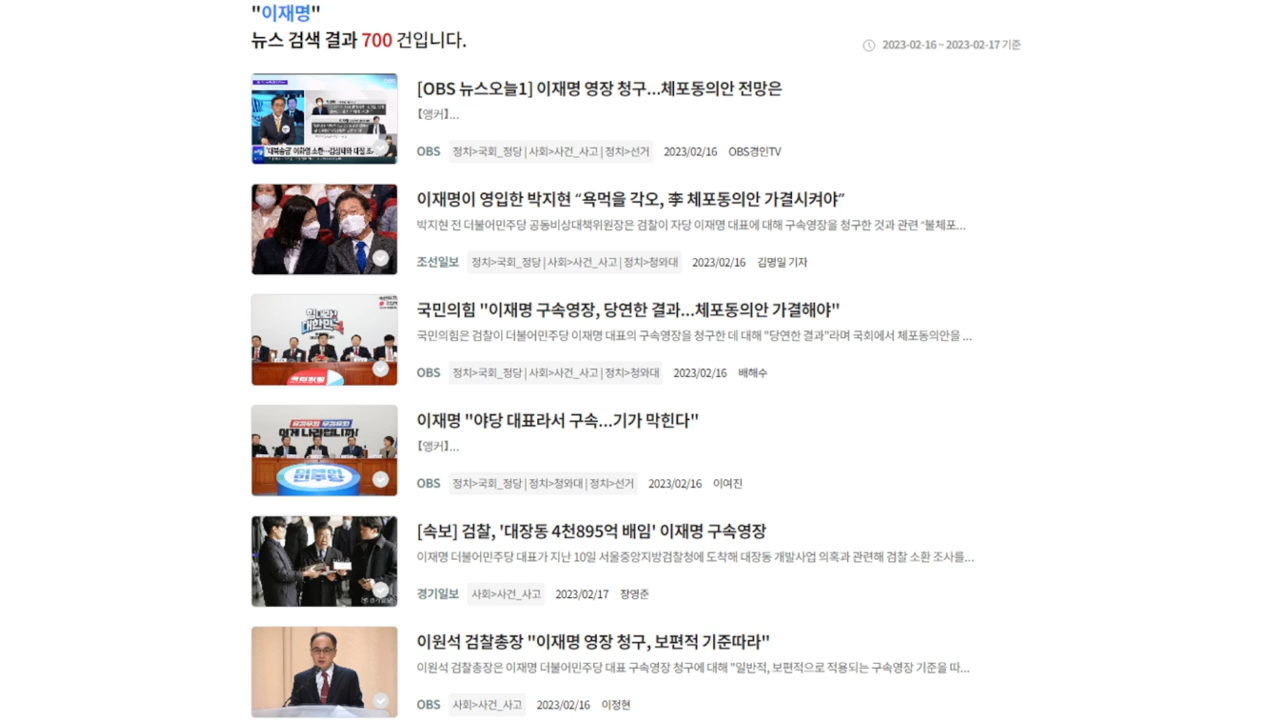 "이재명"
뉴스 검색 결과 700 건입니다.
2023-02-16 ~ 2023-02-17 기준
[OBS 뉴스오늘1] 이재명 영장 청구...체포동의안 전망은
【앵커】...
OBS 정치>국회_정당 | 사회>사건_사고 | 정치>선거 2023/02/16 OBS경인TV
이재명이 영입한 박지현 “욕먹을 각오, 李 체포동의안 가결시켜야”
박지현 전 더불어민주당 공동비상대책위원장은 검찰이 자당 이재명 대표에 대해 구속영장을 청구한 것과 관련 “불체포...
조선일보 정치>국회_정당 | 사회>사건_사고 | 정치>청와대 2023/02/16 김명일 기자
힘내라! 대한민국
국민의힘 "이재명 구속영장, 당연한 결과...체포동의안 가결해야"
국민의힘은 검찰이 더불어민주당 이재명 대표의 구속영장을 청구한 데 대해 "당연한 결과"라며 국회에서 체포동의안을 ...
OBS 정치>국회_정당 | 사회>사건_사고 | 정치>청와대 2023/02/16 배해수
이게 나라입니까!
더불어민주당
이재명 "야당 대표라서 구속...기가 막힌다"
【앵커】...
OBS 정치>국회_정당 | 정치>청와대 | 정치>선거 2023/02/16 이여진
[속보] 검찰, '대장동 4천895억 배임' 이재명 구속영장
이재명 더불어민주당 대표가 지난 10일 서울중앙지방검찰청에 도착해 대장동 개발사업 의혹과 관련해 검찰 소환 조사를...
경기일보 사회>사건_사고 2023/02/17 장영준
이원석 검찰총장 "이재명 영장 청구, 보편적 기준따라"
이원석 검찰총장은 이재명 더불어민주당 대표 구속영장 청구에 대해 "일반적, 보편적으로 적용되는 구속영장 기준을 따...
OBS 사회>사건_사고 2023/02/16 이정현